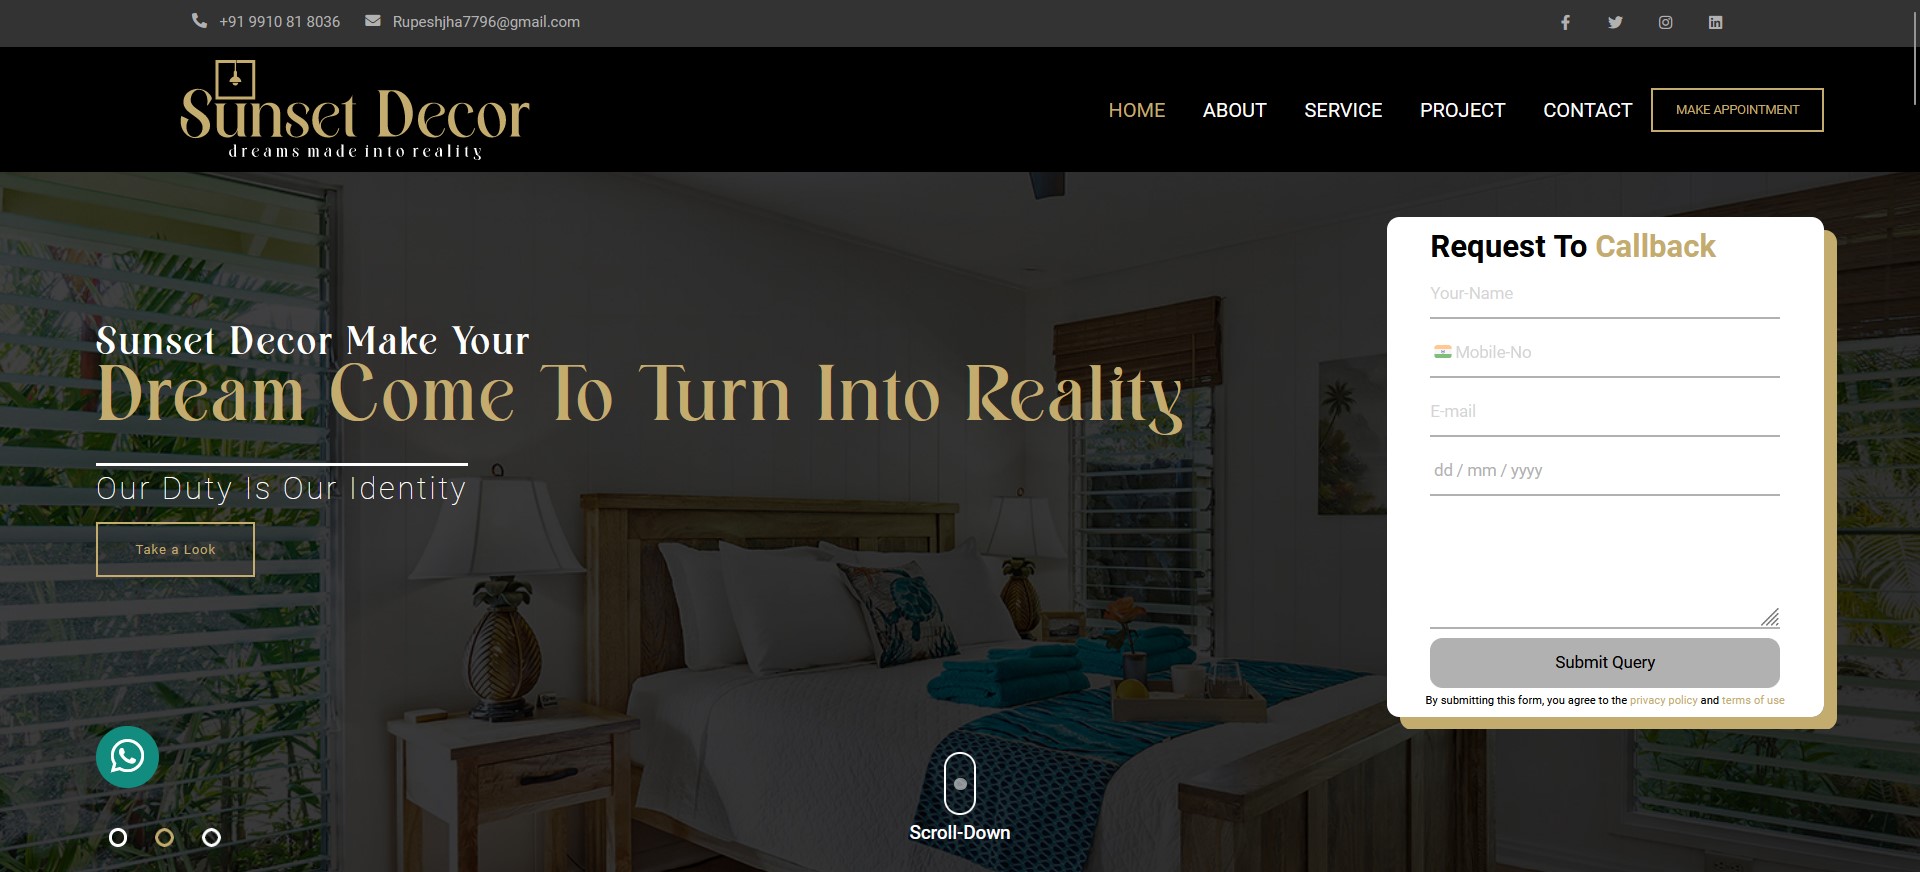 +91 9910 81 8036 Rupeshjha7796@gmail.com
Sunset Decor
dreams made into reality
HOME ABOUT SERVICE PROJECT CONTACT MAKE APPOINTMENT
Sunset Decor Make Your
Dream Come To Turn Into Reality
Our Duty Is Our Identity
Take a Look
Request To Callback
Your-Name
Mobile-No
E-mail
dd / mm / yyyy
Submit Query
By submitting this form, you agree to the privacy policy and terms of use
Scroll-Down